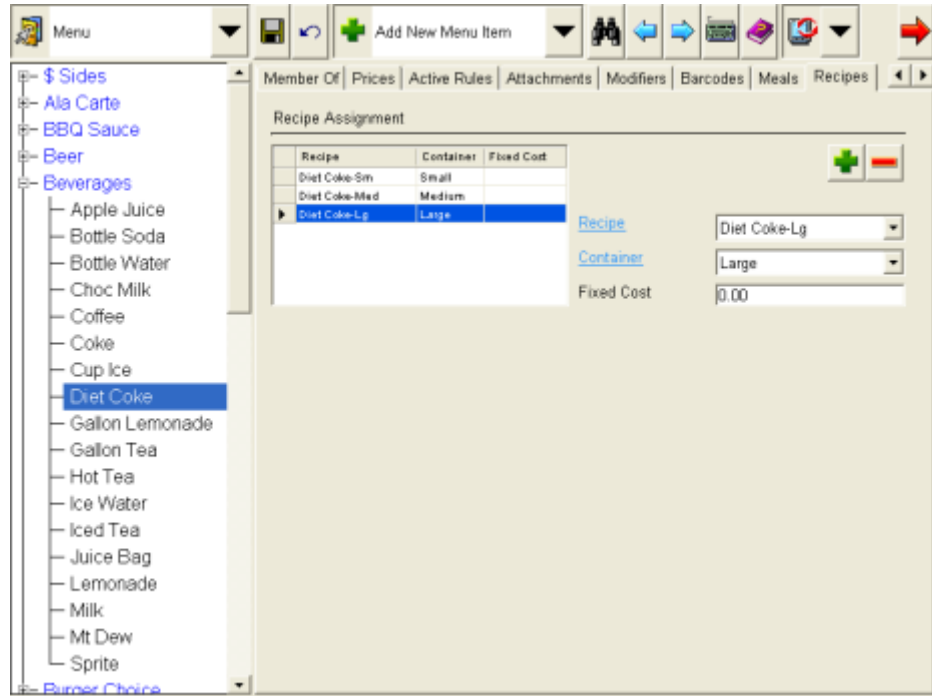 Menu
Add New Menu Item
$ Sides
Ala Carte
BBQ Sauce
Beer
Beverages
Apple Juice
Bottle Soda
Bottle Water
Choc Milk
Coffee
Coke
Cup Ice
Diet Coke
Gallon Lemonade
Gallon Tea
Hot Tea
Ice Water
Iced Tea
Juice Bag
Lemonade
Milk
Mt Dew
Sprite
Burger Choice
Member Of Prices Active Rules Attachments Modifiers Barcodes Meals Recipes
Recipe Assignment
Recipe Container Fixed Cost
Diet Coke-Sm Small
Diet Coke-Med Medium
Diet Coke-Lg Large
Recipe Diet Coke-Lg
Container Large
Fixed Cost 0.00